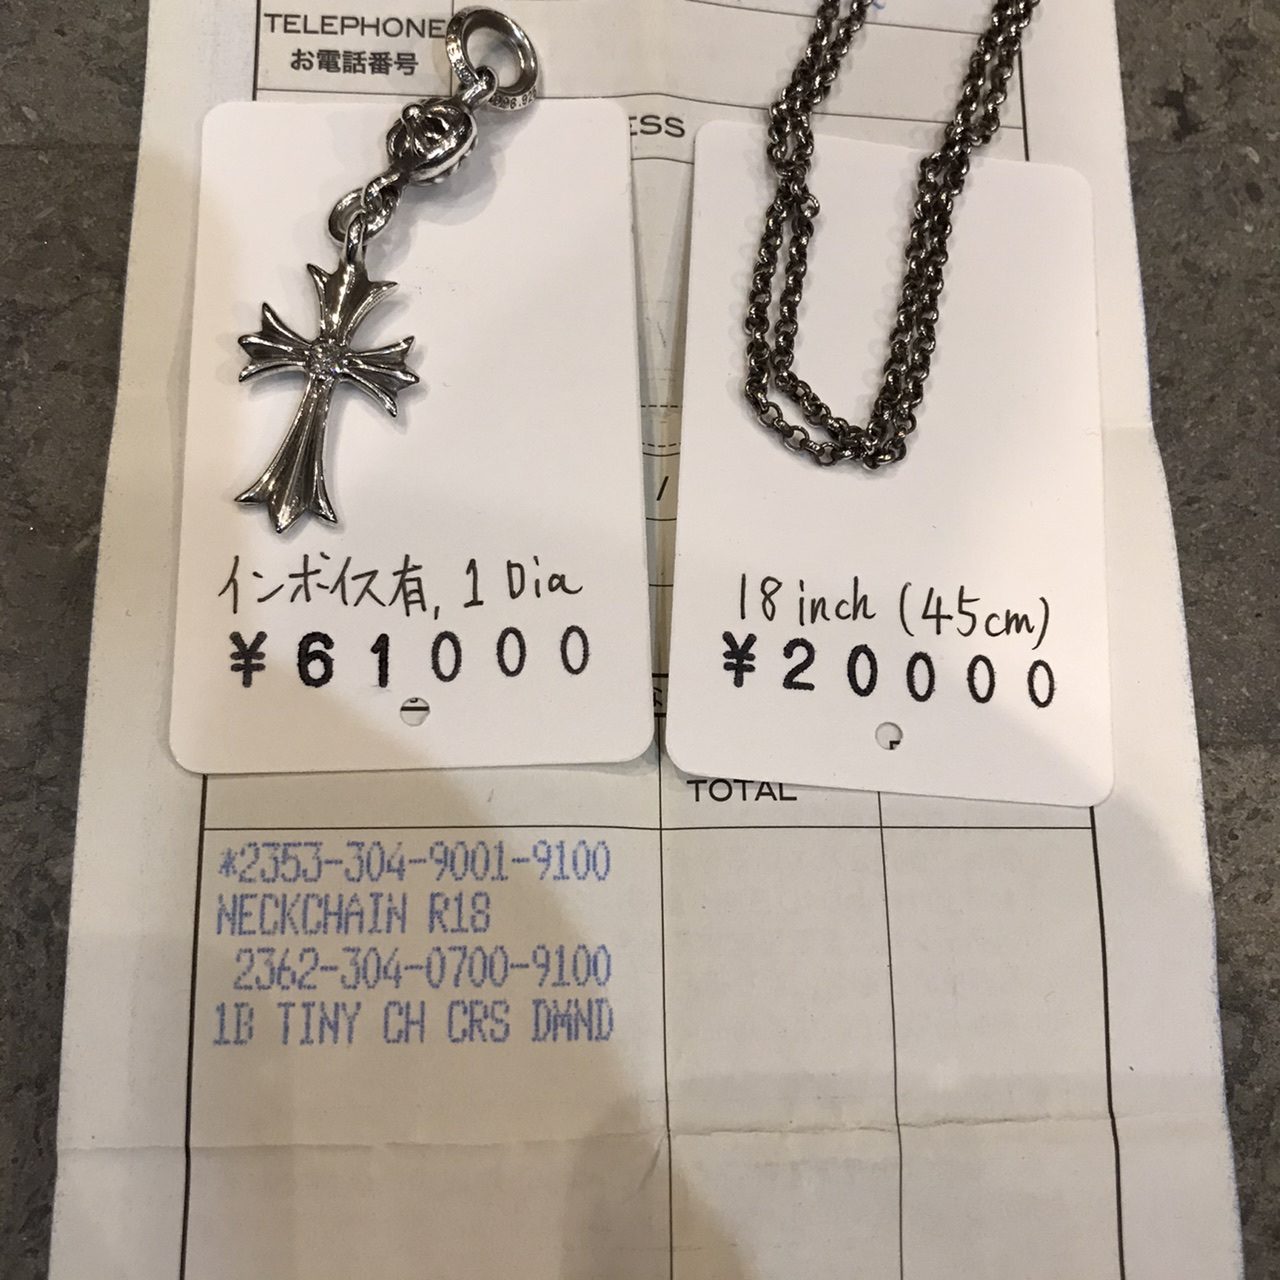 TELEPHONE
お電話番号
ESS
インボイス有, 1 Dia
¥61000
18 inch (45cm)
¥20000
TOTAL
*2353-304-9001-9100
NECKCHAIN R18
2362-304-0700-9100
1B TINY CH CRS DMND